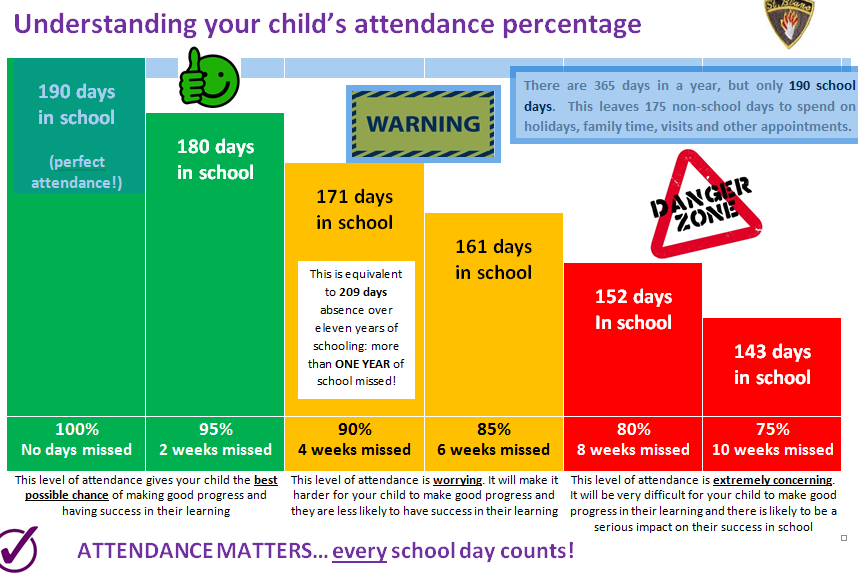 Understanding your child's attendance percentage
St. Blane
There are 365 days in a year, but only 190 school
days. This leaves 175 non-school days to spend on
holidays, family time, visits and other appointments.
WARNING
DANGER
ZONE
190 days
in school
(perfect
attendance!)
180 days
in school
171 days
in school
This is equivalent
to 209 days
absence over
eleven years of
schooling: more
than ONE YEAR of
school missed!
161 days
in school
152 days
In school
143 days
in school
100%
No days missed
95%
2 weeks missed
90%
4 weeks missed
85%
6 weeks missed
80%
8 weeks missed
75%
10 weeks missed
This level of attendance gives your child the best
possible chance of making good progress and
having success in their learning
This level of attendance is worrying. It will make it
harder for your child to make good progress and
they are less likely to have success in their learning
This level of attendance is extremely concerning.
It will be very difficult for your child to make good
progress in their learning and there is likely to be a
serious impact on their success in school
ATTENDANCE MATTERS... every school day counts!